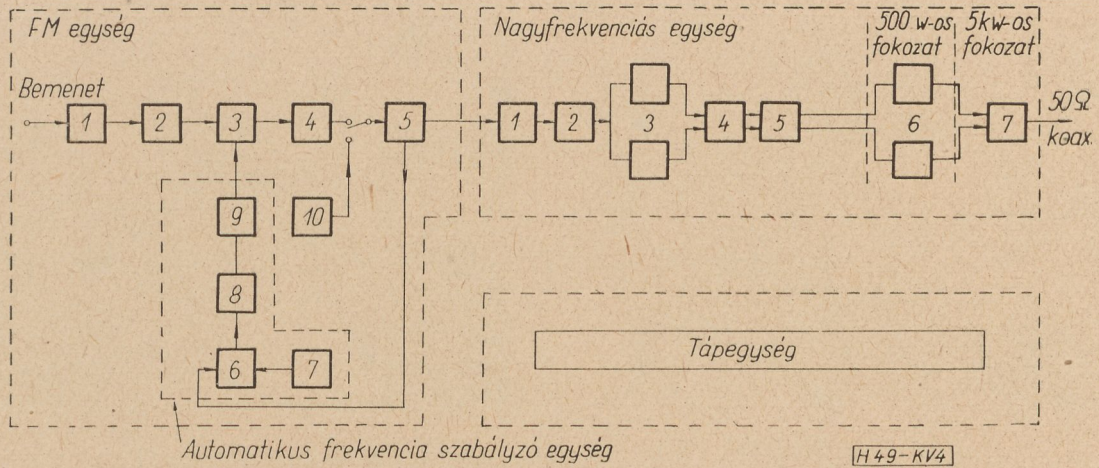 FM egység
Bemenet
1 2 3 4 5
9 10
8
6 7
Automatikus frekvencia szabályzó egység
Nagyfrekvenciás egység
500 w-os fokozat
5kw-os fokozat
1 2 3 4 5 6 7
50Ω
koax.
Tápegység
H49-KV4